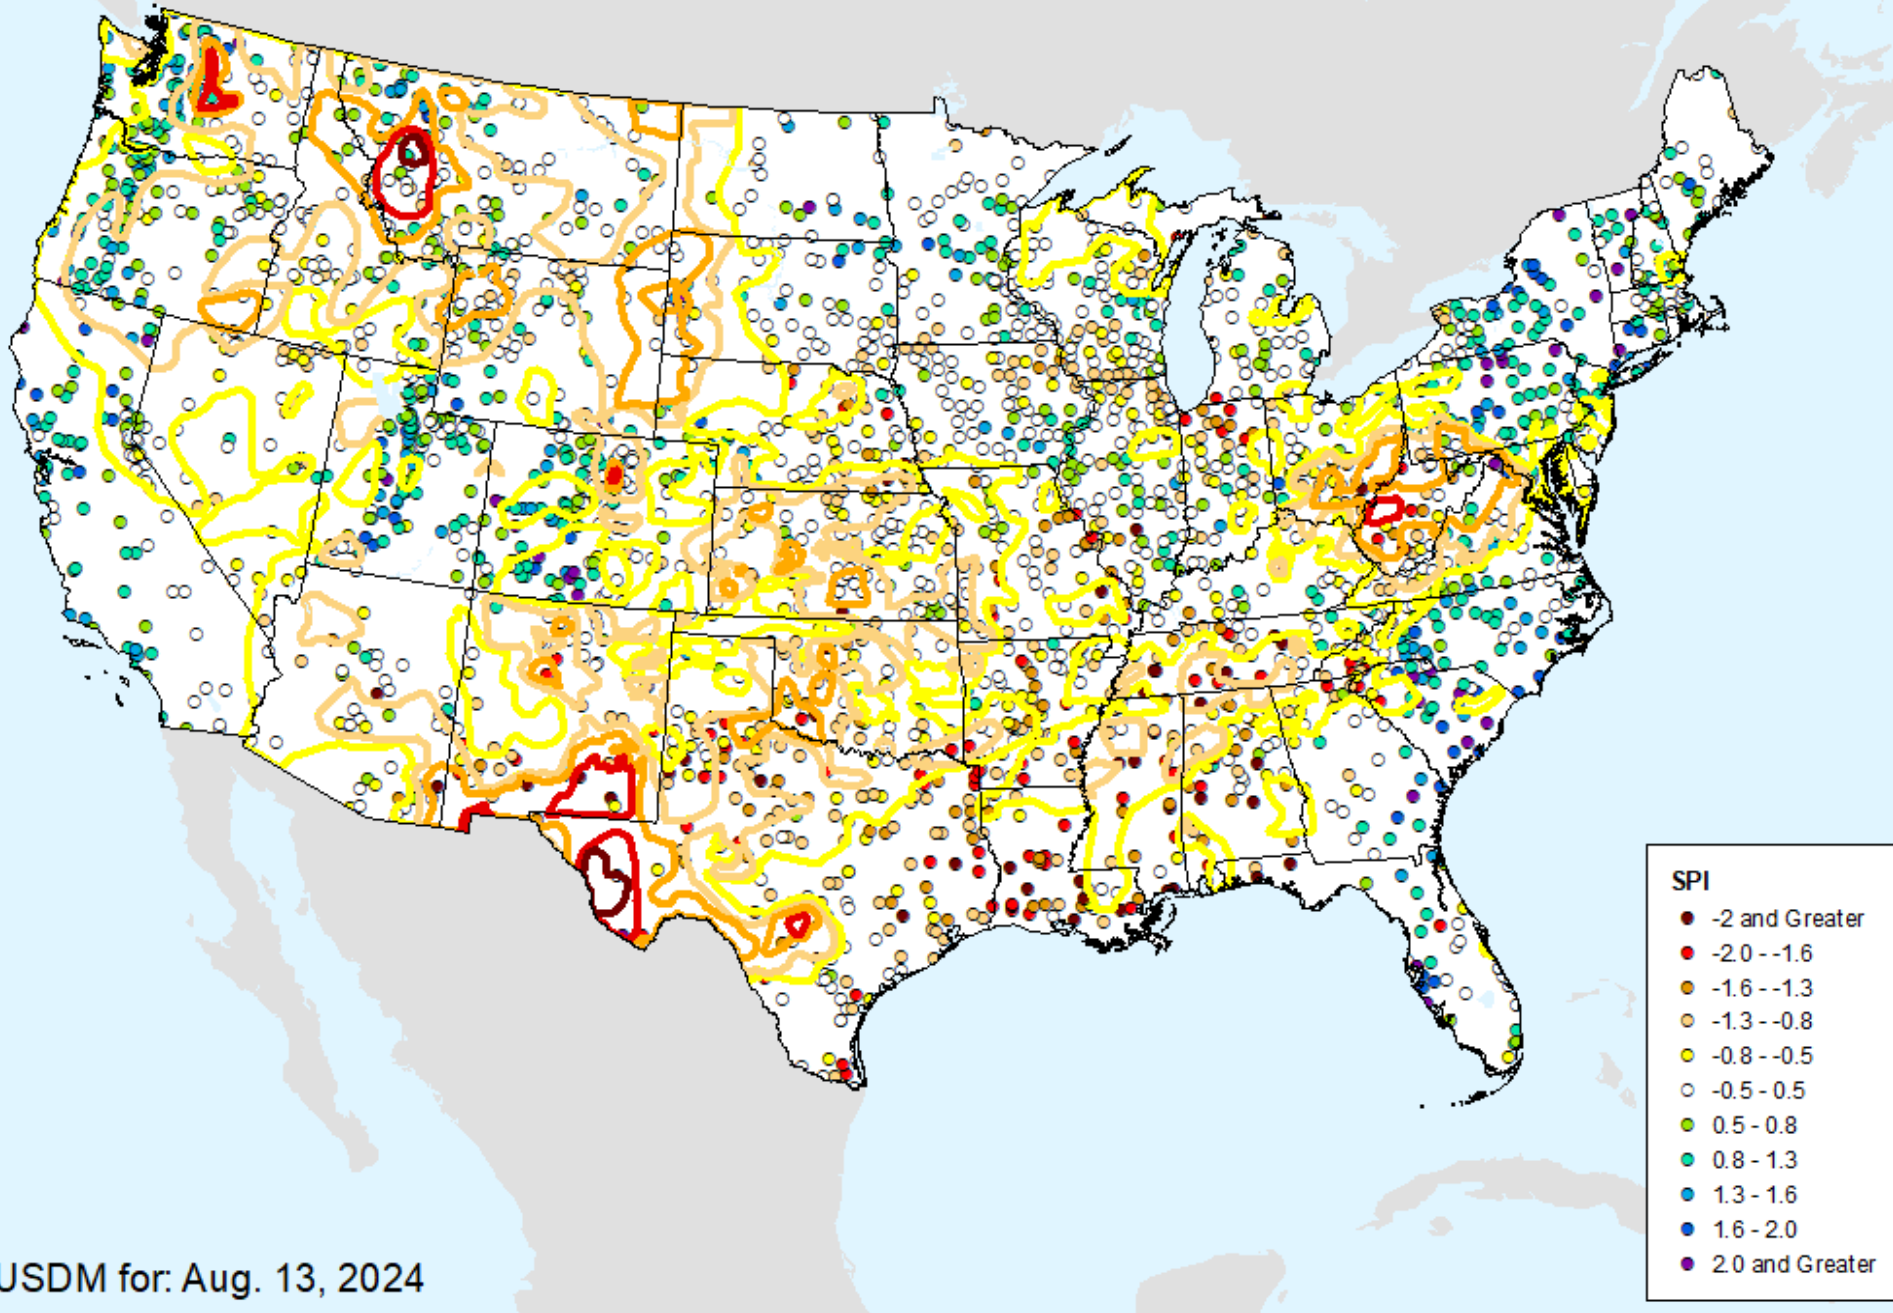 SPI
-2 and Greater
-2.0 - -1.6
-1.6 - -1.3
-1.3 - -0.8
-0.8 - -0.5
-0.5 - 0.5
0.5 - 0.8
0.8 - 1.3
1.3 - 1.6
1.6 - 2.0
2.0 and Greater
USDM for: Aug. 13, 2024